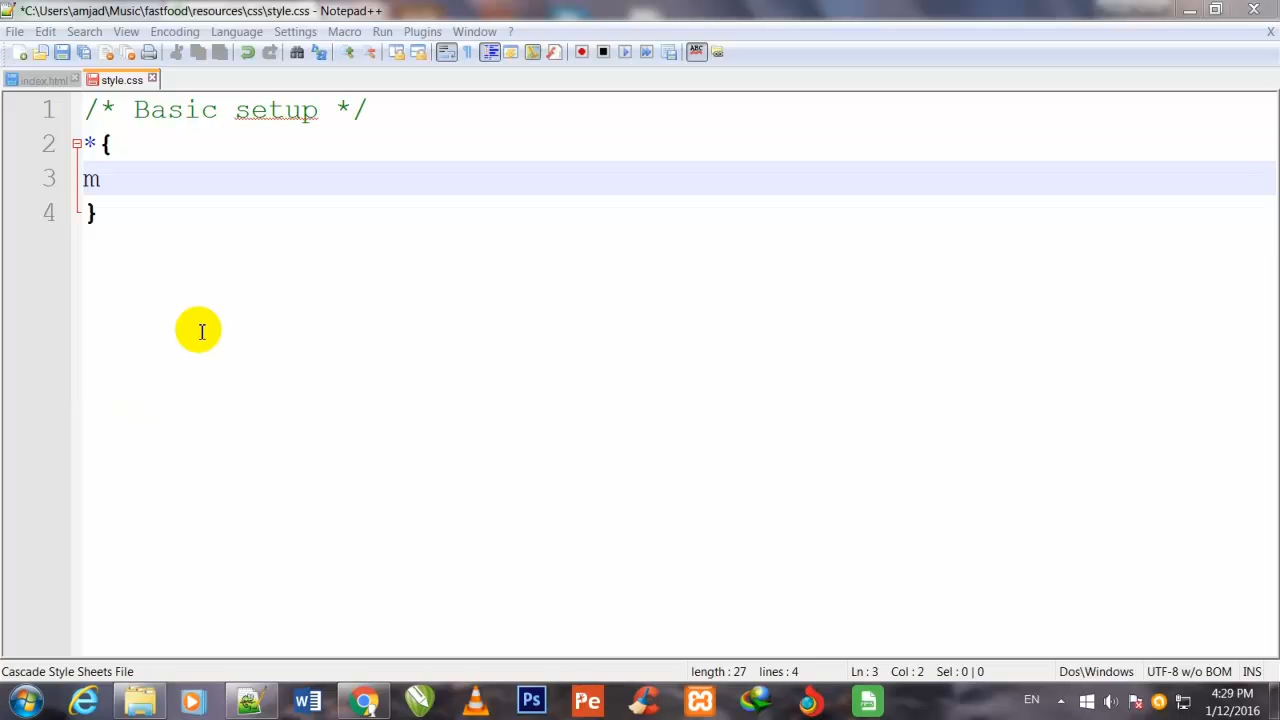 *C:\Users\amjad\Music\fastfood\resources\css\style.css - Notepad++
File Edit Search View Encoding Language Settings Macro Run Plugins Window ? X
index.html style.css
1 /* Basic setup */
2 *{
3 m
4 }
Cascade Style Sheets File length : 27 lines : 4 Ln : 3 Col : 2 Sel : 0 | 0 Dos\Windows UTF-8 w/o BOM INS
W Ps Pe EN 4:29 PM
1/12/2016